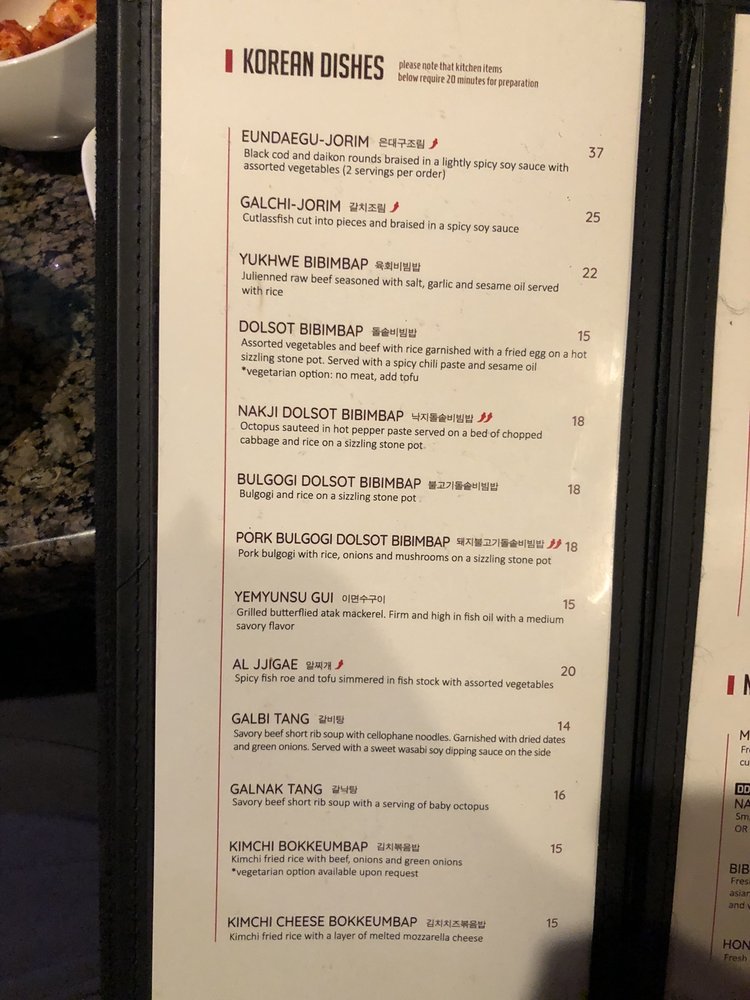 KOREAN DISHES
please note that kitchen items
below require 20 minutes for preparation
EUNDAEGU-JORIM 은대구조림 37
Black cod and daikon rounds braised in a lightly spicy soy sauce with
assorted vegetables (2 servings per order)
GALCHI-JORIM 갈치조림 25
Cutlassfish cut into pieces and braised in a spicy soy sauce
YUKHWE BIBIMBAP 육회비빔밥 22
Julienned raw beef seasoned with salt, garlic and sesame oil served
with rice
DOLSOT BIBIMBAP 돌솥비빔밥 15
Assorted vegetables and beef with rice garnished with a fried egg on a hot
sizzling stone pot. Served with a spicy chili paste and sesame oil
*vegetarian option: no meat, add tofu
NAKJI DOLSOT BIBIMBAP 낙지돌솥비빔밥 18
Octopus sauteed in hot pepper paste served on a bed of chopped
cabbage and rice on a sizzling stone pot
BULGOGI DOLSOT BIBIMBAP 불고기돌솥비빔밥 18
Bulgogi and rice on a sizzling stone pot
PORK BULGOGI DOLSOT BIBIMBAP 돼지불고기돌솥비빔밥 18
Pork bulgogi with rice, onions and mushrooms on a sizzling stone pot
YEMYUNSU GUI 이면수구이 15
Grilled butterflied atak mackerel. Firm and high in fish oil with a medium
savory flavor
AL JJIGAE 알찌개 20
Spicy fish roe and tofu simmered in fish stock with assorted vegetables
GALBI TANG 갈비탕 14
Savory beef short rib soup with cellophane noodles. Garnished with dried dates
and green onions. Served with a sweet wasabi soy dipping sauce on the side
GALNAK TANG 갈낙탕 16
Savory beef short rib soup with a serving of baby octopus
KIMCHI BOKKEUMBAP 김치볶음밥 15
Kimchi fried rice with beef, onions and green onions
*vegetarian option available upon request
KIMCHI CHEESE BOKKEUMBAP 김치치즈볶음밥 15
Kimchi fried rice with a layer of melted mozzarella cheese
OR
BIB
and
HON
Fresh